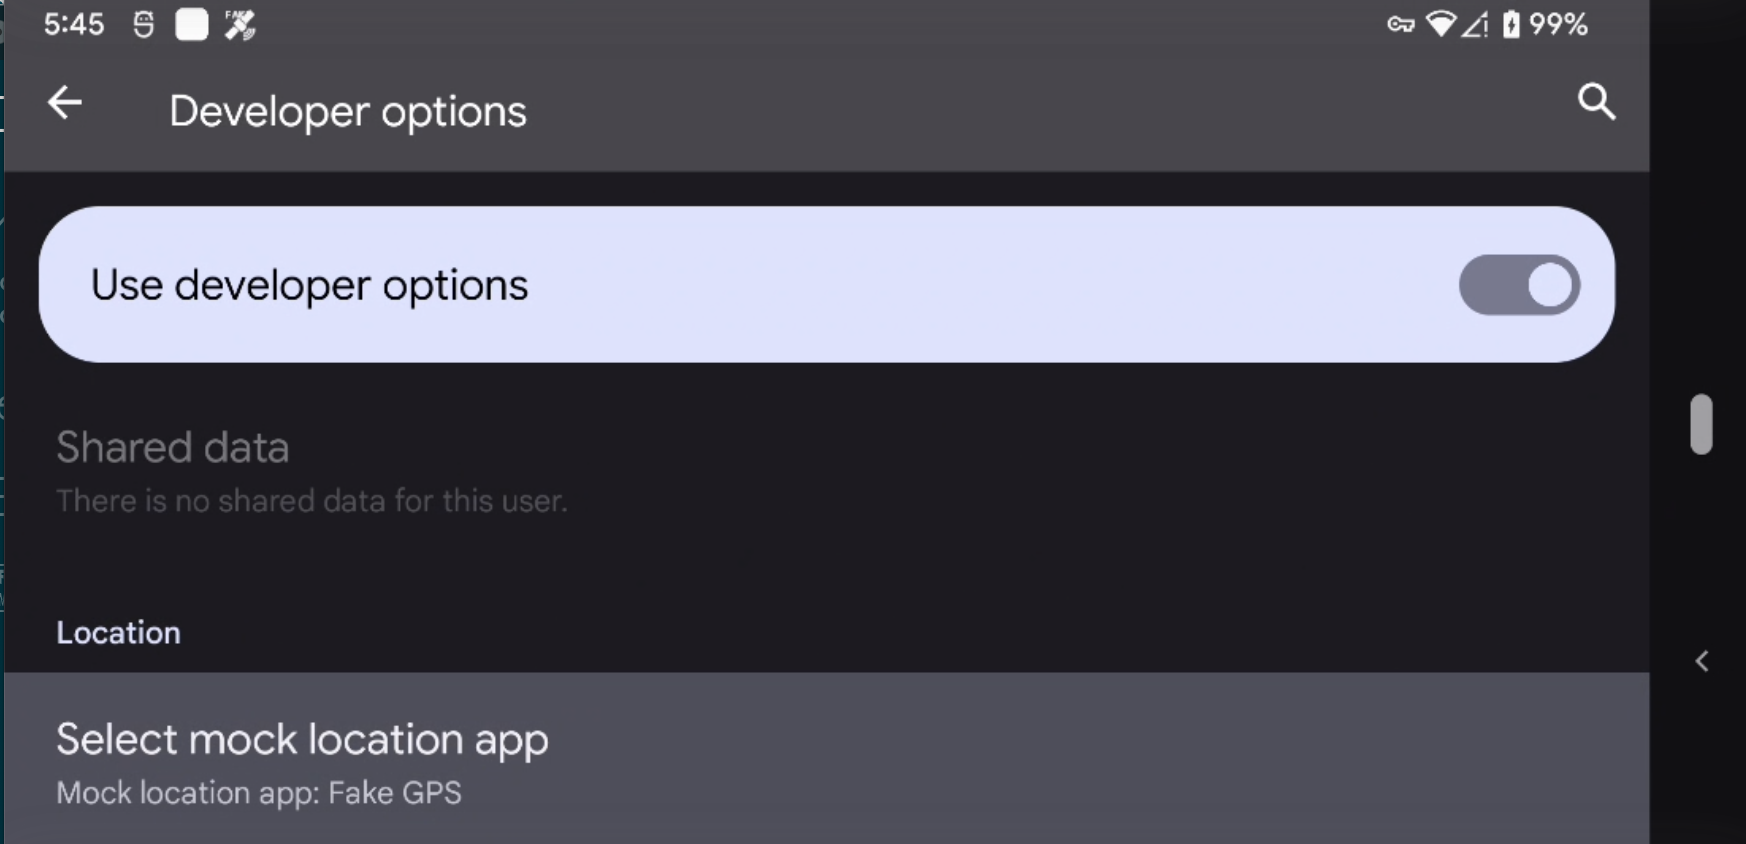 5:45 FAKE 99%
Developer options
Use developer options
Shared data
There is no shared data for this user.
Location
Select mock location app
Mock location app: Fake GPS